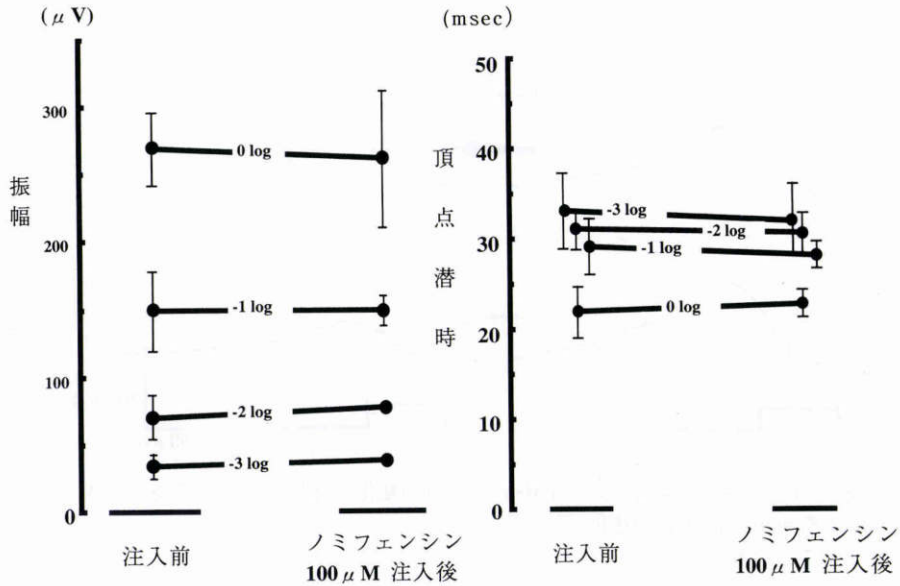 (μV)
300
200
100
0
振幅
0 log
-1 log
-2 log
-3 log
注入前
ノミフェンシン
100μM 注入後
(msec)
50
40
30
20
10
0
頂点潜時
-3 log
-2 log
-1 log
0 log
注入前
ノミフェンシン
100μM 注入後